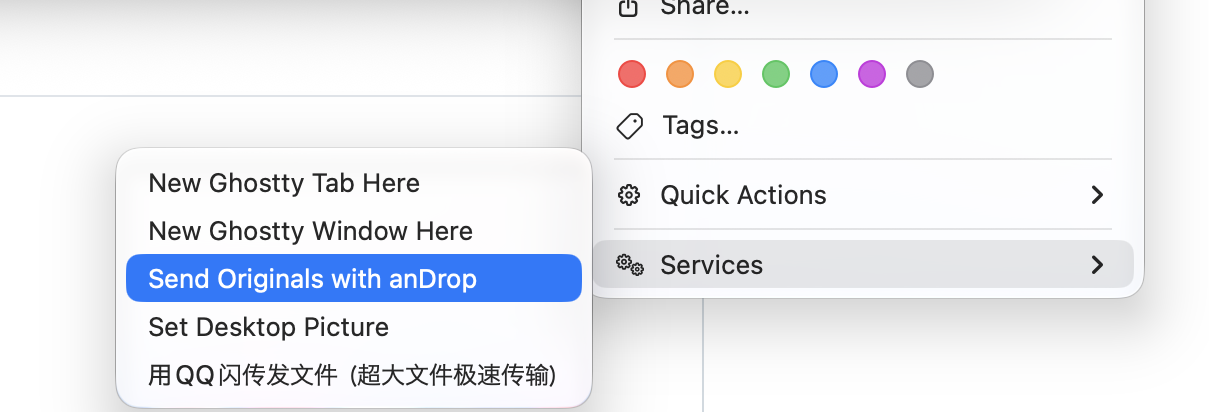 Share...
Tags...
Quick Actions
Services
New Ghostty Tab Here
New Ghostty Window Here
Send Originals with anDrop
Set Desktop Picture
用QQ闪传发文件 (超大文件极速传输)